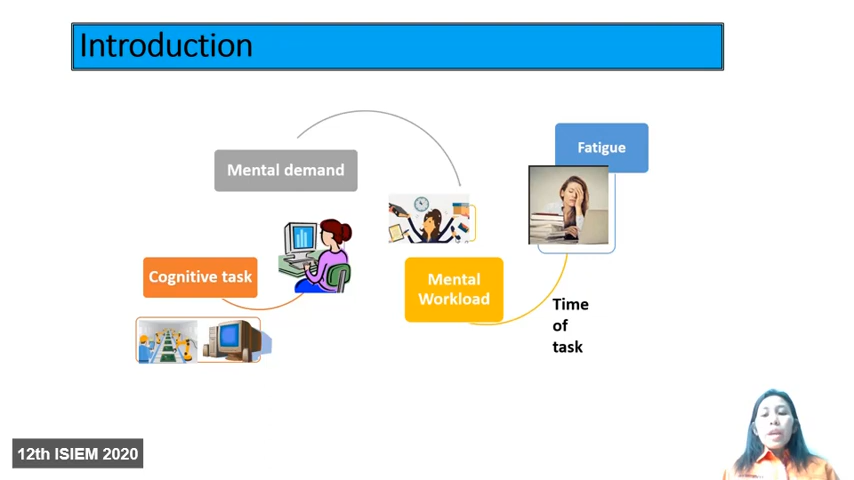 Introduction
Mental demand
Fatigue
Cognitive task
Mental
Workload
Time
of
task
12th ISIEM 2020